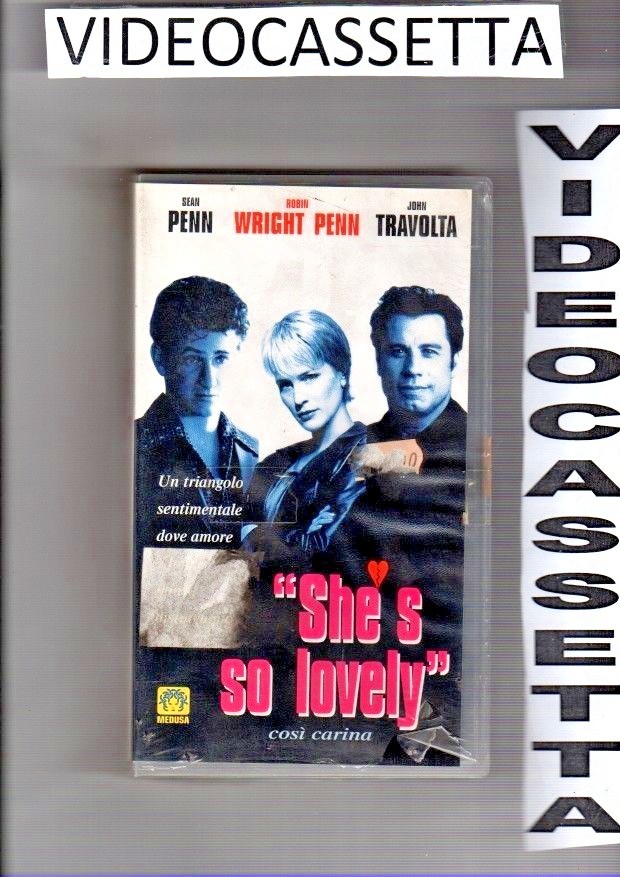 VIDEOCASSETTA
SEAN
PENN
ROBIN
WRIGHT PENN
JOHN
TRAVOLTA
Un triangolo
sentimentale
dove amore
"She's
so lovely"
così carina
MEDUSA
VIDEOCASSETTA